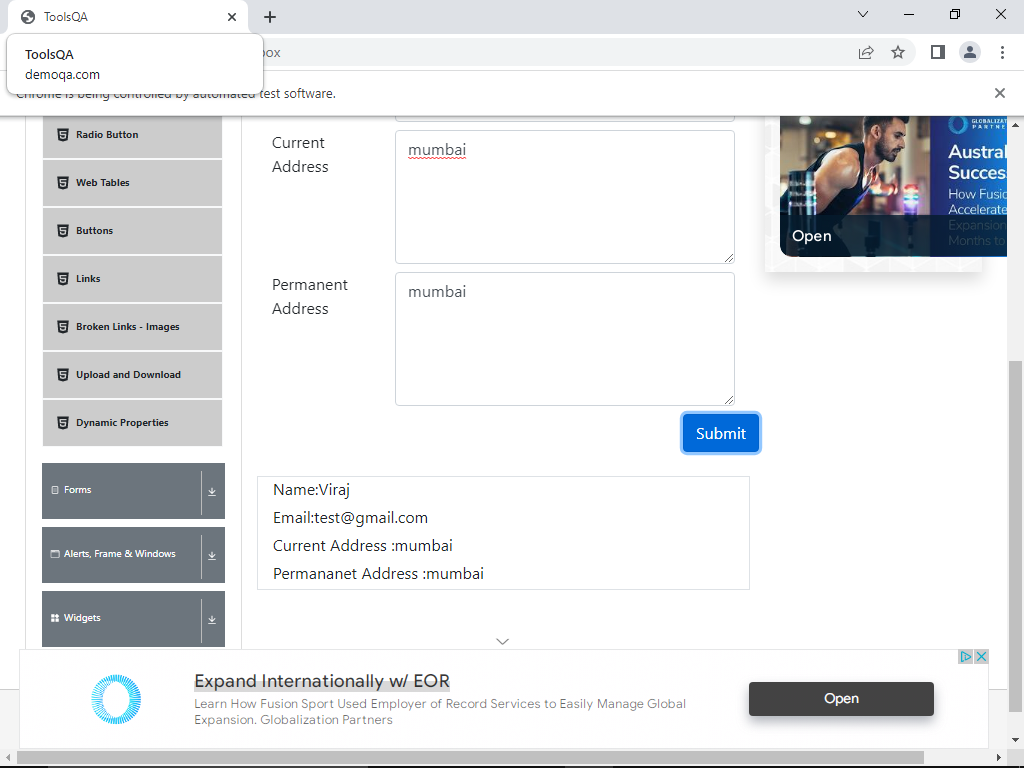 ToolsQA
ToolsQA
demoqa.com
box
Chrome is being controlled by automated test software.
Radio Button
Web Tables
Buttons
Links
Broken Links - Images
Upload and Download
Dynamic Properties
Forms
Alerts, Frame & Windows
Widgets
Current
Address
mumbai
Permanent
Address
mumbai
Submit
Name:Viraj
Email:test@gmail.com
Current Address :mumbai
Permananet Address :mumbai
GLOBALIZAT
PARTNE
Austral
Succes
How Fusio
Accelerate
Expansion
Months to
Open
Expand Internationally w/ EOR
Learn How Fusion Sport Used Employer of Record Services to Easily Manage Global
Expansion. Globalization Partners
Open